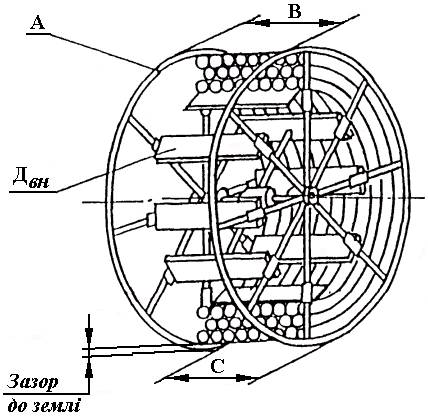 В
А
Двн
С
Зазор
до землі